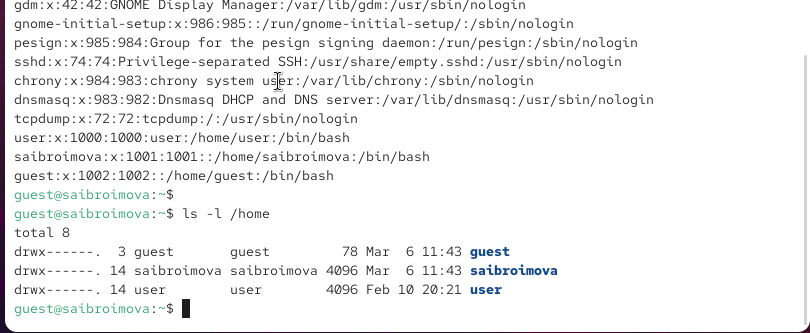 gdm:x:42:42:GNOME Display Manager:/var/lib/gdm:/usr/sbin/nologin
gnome-initial-setup:x:986:985::/run/gnome-initial-setup/:/sbin/nologin
pesign:x:985:984:Group for the pesign signing daemon:/run/pesign:/sbin/nologin
sshd:x:74:74:Privilege-separated SSH:/usr/share/empty.sshd:/usr/sbin/nologin
chrony:x:984:983:chrony system user:/var/lib/chrony:/sbin/nologin
dnsmasq:x:983:982:Dnsmasq DHCP and DNS server:/var/lib/dnsmasq:/usr/sbin/nologin
tcpdump:x:72:72:tcpdump:/:/usr/sbin/nologin
user:x:1000:1000:user:/home/user:/bin/bash
saibroimova:x:1001:1001::/home/saibroimova:/bin/bash
guest:x:1002:1002::/home/guest:/bin/bash
guest@saibroimova:~$
guest@saibroimova:~$ ls -l /home
total 8
drwx------.  3 guest       guest         78 Mar  6 11:43 guest
drwx------. 14 saibroimova saibroimova 4096 Mar  6 11:43 saibroimova
drwx------. 14 user        user        4096 Feb 10 20:21 user
guest@saibroimova:~$